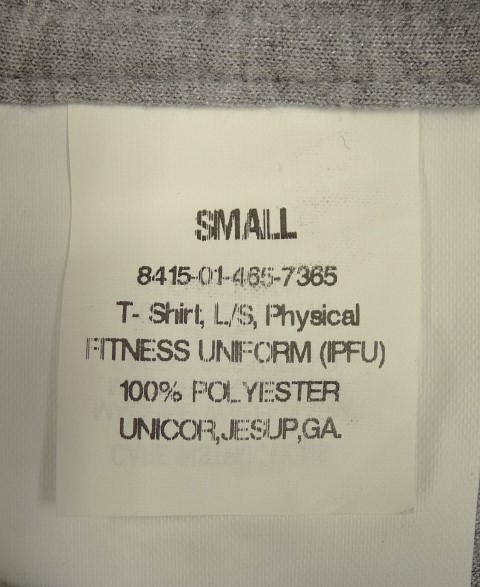 SMALL
8415-01-465-7365
T- Shirt, L/S, Physical
FITNESS UNIFORM (IPFU)
100% POLYESTER
UNICOR,JESUP,GA.